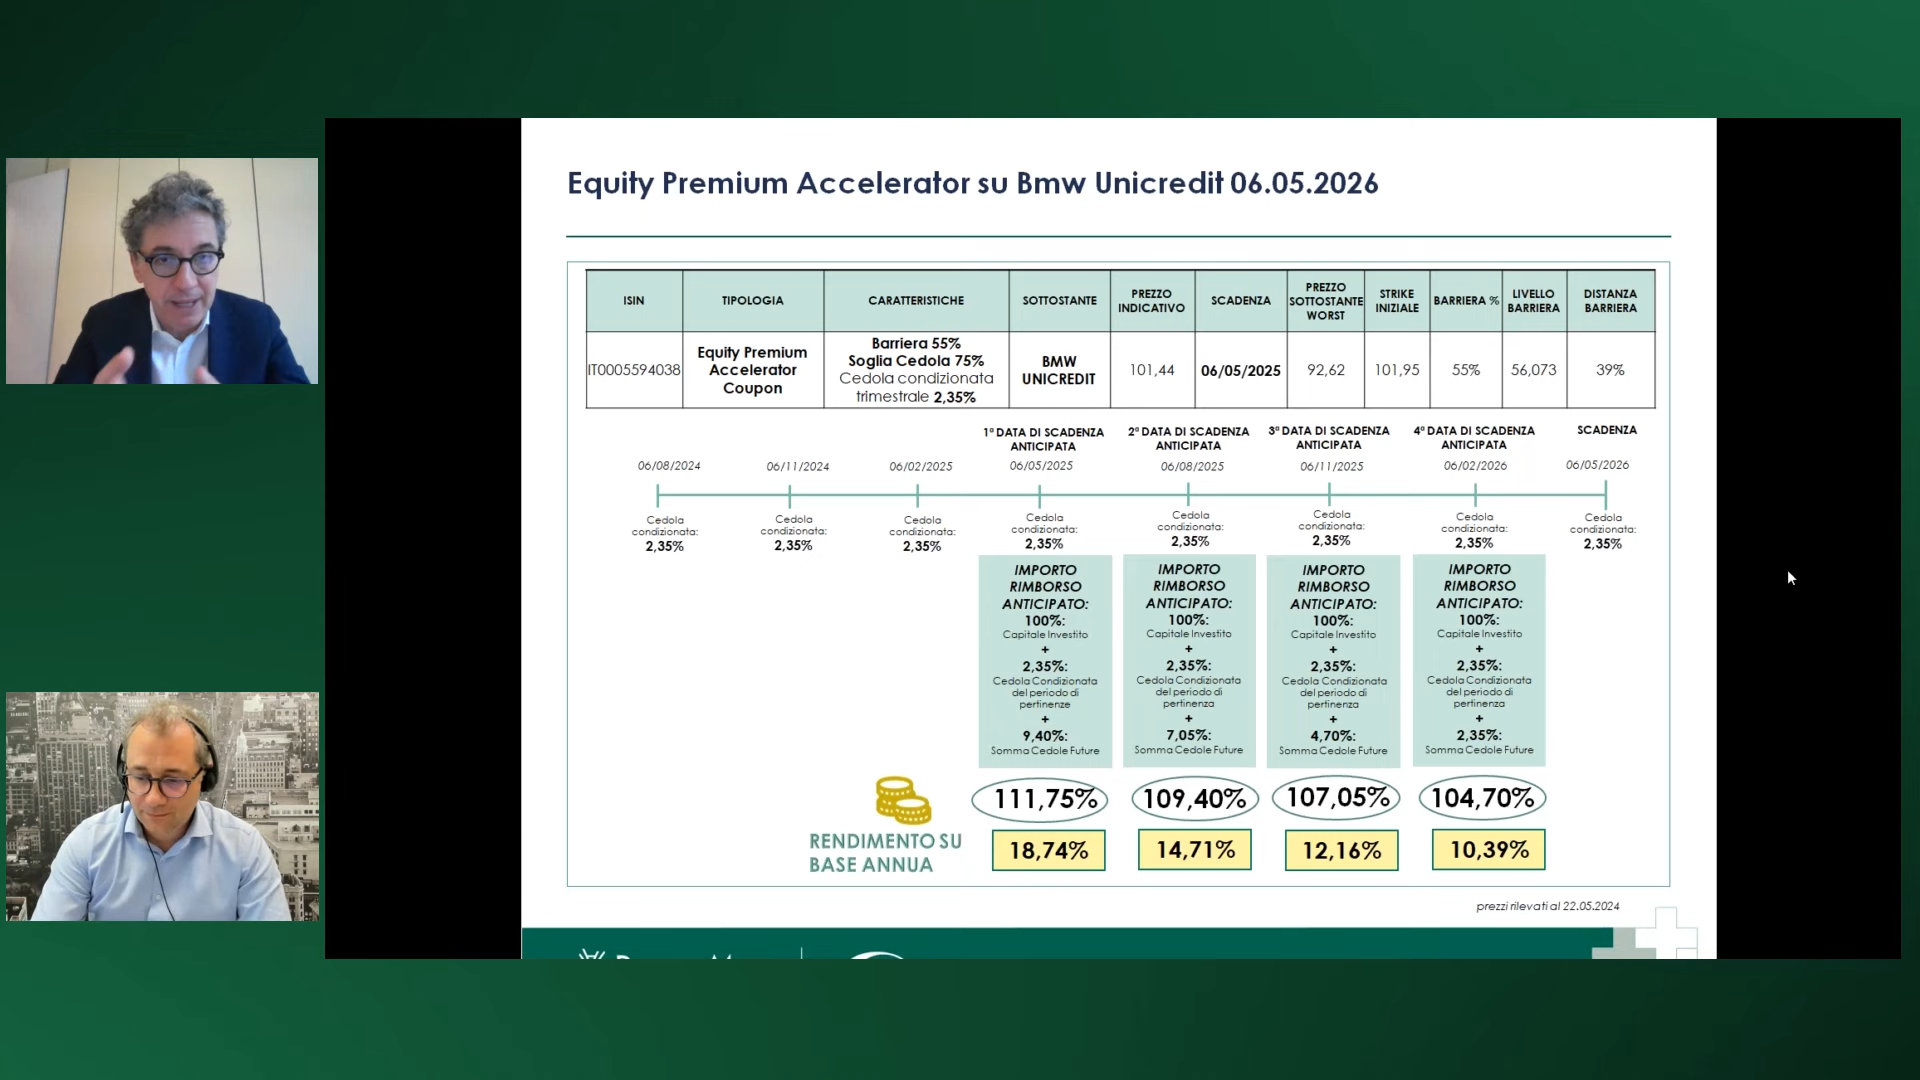 Equity Premium Accelerator su Bmw Unicredit 06.05.2026
ISIN
TIPOLOGIA
CARATTERISTICHE
SOTTOSTANTE
PREZZO
INDICATIVO
SCADENZA
PREZZO
SOTTOSTANTE
WORST
STRIKE
INIZIALE
BARRIERA %
LIVELLO
BARRIERA
DISTANZA
BARRIERA
IT0005594038
Equity Premium
Accelerator
Coupon
Barriera 55%
Soglia Cedola 75%
Cedola condizionata
trimestrale 2,35%
BMW
UNICREDIT
101,44
06/05/2025
92,62
101,95
55%
56,073
39%
1ª DATA DI SCADENZA
ANTICIPATA
2ª DATA DI SCADENZA
ANTICIPATA
3ª DATA DI SCADENZA
ANTICIPATA
4ª DATA DI SCADENZA
ANTICIPATA
SCADENZA
06/08/2024
06/11/2024
06/02/2025
06/05/2025
06/08/2025
06/11/2025
06/02/2026
06/05/2026
Cedola
condizionata:
2,35%
Cedola
condizionata:
2,35%
Cedola
condizionata:
2,35%
Cedola
condizionata:
2,35%
Cedola
condizionata:
2,35%
Cedola
condizionata:
2,35%
Cedola
condizionata:
2,35%
Cedola
condizionata:
2,35%
IMPORTO
RIMBORSO
ANTICIPATO:
100%:
Capitale Investito
+
2,35%:
Cedola Condizionata
del periodo di
pertinenze
+
9,40%:
Somma Cedole Future
IMPORTO
RIMBORSO
ANTICIPATO:
100%:
Capitale Investito
+
2,35%:
Cedola Condizionata
del periodo di
pertinenza
+
7,05%:
Somma Cedole Future
IMPORTO
RIMBORSO
ANTICIPATO:
100%:
Capitale Investito
+
2,35%:
Cedola Condizionata
del periodo di
pertinenza
+
4,70%:
Somma Cedole Future
IMPORTO
RIMBORSO
ANTICIPATO:
100%:
Capitale Investito
+
2,35%:
Cedola Condizionata
del periodo di
pertinenza
+
2,35%:
Somma Cedole Future
111,75%
109,40%
107,05%
104,70%
RENDIMENTO SU
BASE ANNUA
18,74%
14,71%
12,16%
10,39%
prezzi rilevati al 22.05.2024